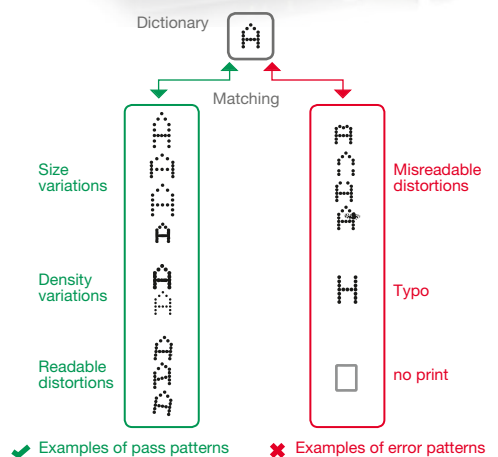 Dictionary
A
Matching
A
A
A
A
A
A
A
A
A
Size
variations
Density
variations
Readable
distortions
A
A
A
H
Misreadable
distortions
Typo
no print
Examples of pass patterns
Examples of error patterns